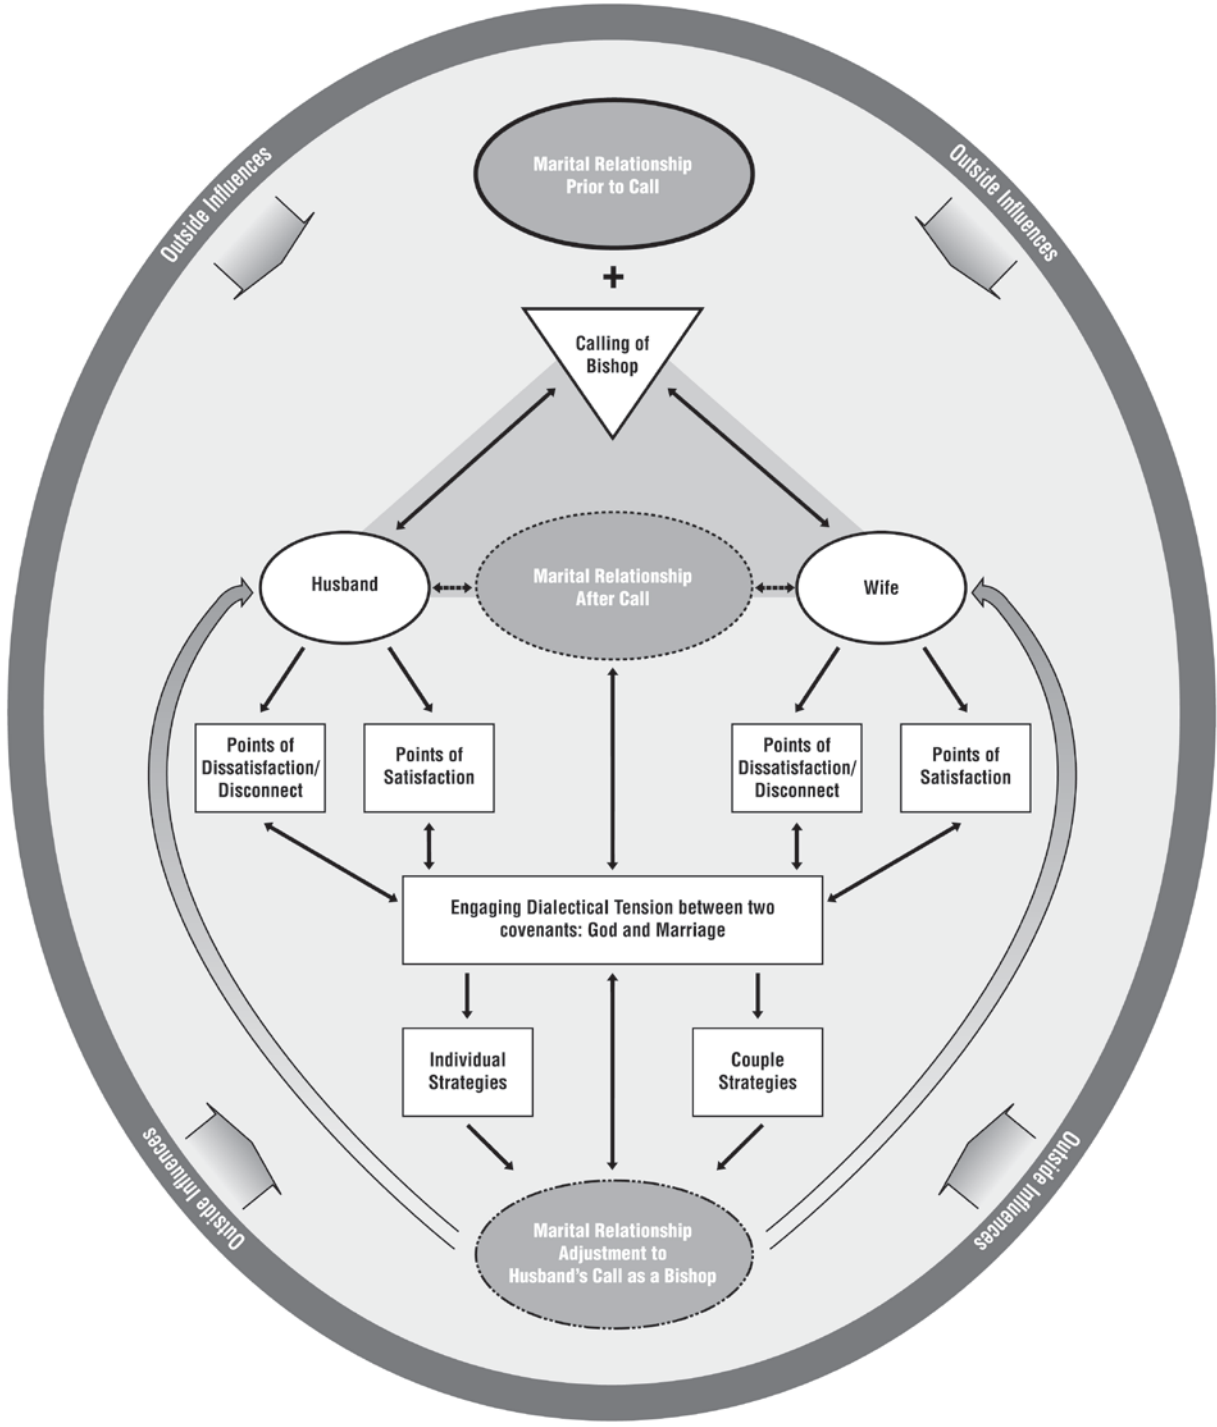 Outside Influences
Outside Influences
Marital Relationship
Prior to Call
+
Calling of
Bishop
Husband
Marital Relationship
After Call
Wife
Points of
Dissatisfaction/
Disconnect
Points of
Satisfaction
Points of
Dissatisfaction/
Disconnect
Points of
Satisfaction
Engaging Dialectical Tension between two
covenants: God and Marriage
Individual
Strategies
Couple
Strategies
Outside Influences
Outside Influences
Marital Relationship
Adjustment to
Husband's Call as a Bishop